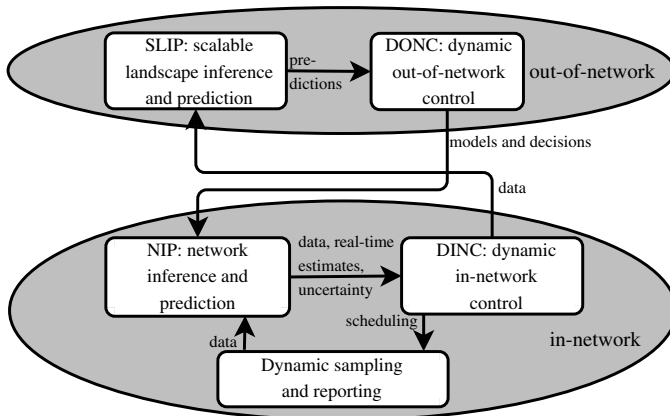 SLIP: scalable
landscape inference
and prediction
pre-
dictions
DONC: dynamic
out-of-network
control
out-of-network
models and decisions
data
NIP: network
inference and
prediction
data, real-time
estimates,
uncertainty
DINC: dynamic
in-network
control
scheduling
in-network
data
Dynamic sampling
and reporting